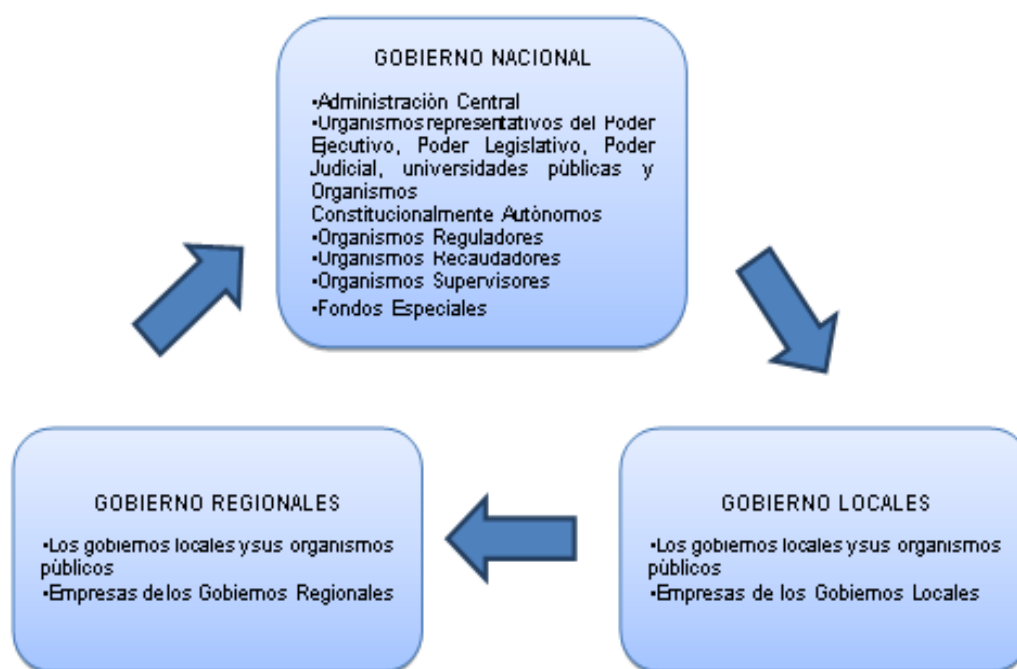 GOBIERNO NACIONAL
•Administración Central
•Organismos representativos del Poder
Ejecutivo, Poder Legislativo, Poder
Judicial, universidades públicas y
Organismos
Constitucionalmente Autónomos
•Organismos Reguladores
•Organismos Recaudadores
•Organismos Supervisores
•Fondos Especiales
GOBIERNO REGIONALES
•Los gobiernos locales y sus organismos
públicos
•Empresas de los Gobiernos Regionales
GOBIERNO LOCALES
•Los gobiernos locales y sus organismos
públicos
•Empresas de los Gobiernos Locales